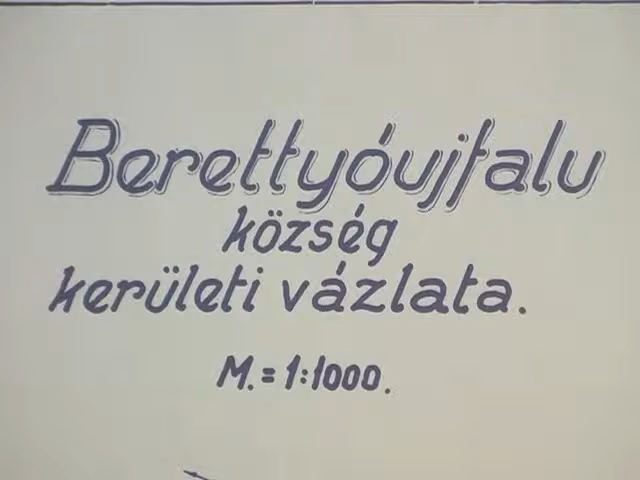 Berettyóujfalu
község
kerületi vázlata.
M. = 1:1000.